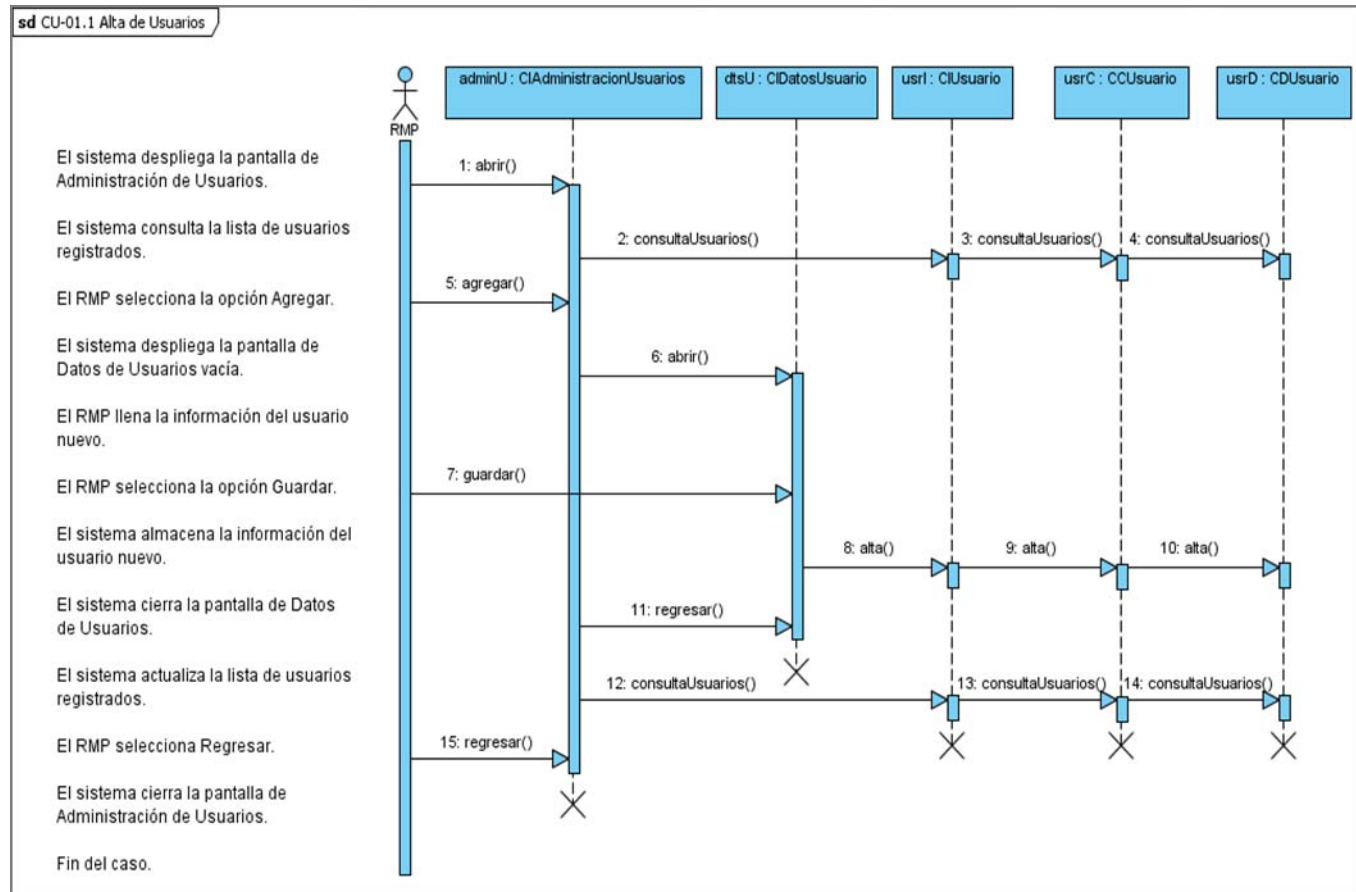 sd CU-01.1 Alta de Usuarios
adminU : CIAdministracionUsuarios
dtsU : CIDatosUsuario
usrI : CIUsuario
usrC : CCUsuario
usrD : CDUsuario
RMP
El sistema despliega la pantalla de
Administración de Usuarios.
1: abrir()
El sistema consulta la lista de usuarios
registrados.
2: consultaUsuarios()
3: consultaUsuarios()
4: consultaUsuarios()
El RMP selecciona la opción Agregar.
5: agregar()
El sistema despliega la pantalla de
Datos de Usuarios vacía.
6: abrir()
El RMP llena la información del usuario
nuevo.
El RMP selecciona la opción Guardar.
7: guardar()
El sistema almacena la información del
usuario nuevo.
8: alta()
9: alta()
10: alta()
El sistema cierra la pantalla de Datos
de Usuarios.
11: regresar()
El sistema actualiza la lista de usuarios
registrados.
12: consultaUsuarios()
13: consultaUsuarios()
14: consultaUsuarios()
El RMP selecciona Regresar.
15: regresar()
El sistema cierra la pantalla de
Administración de Usuarios.
Fin del caso.